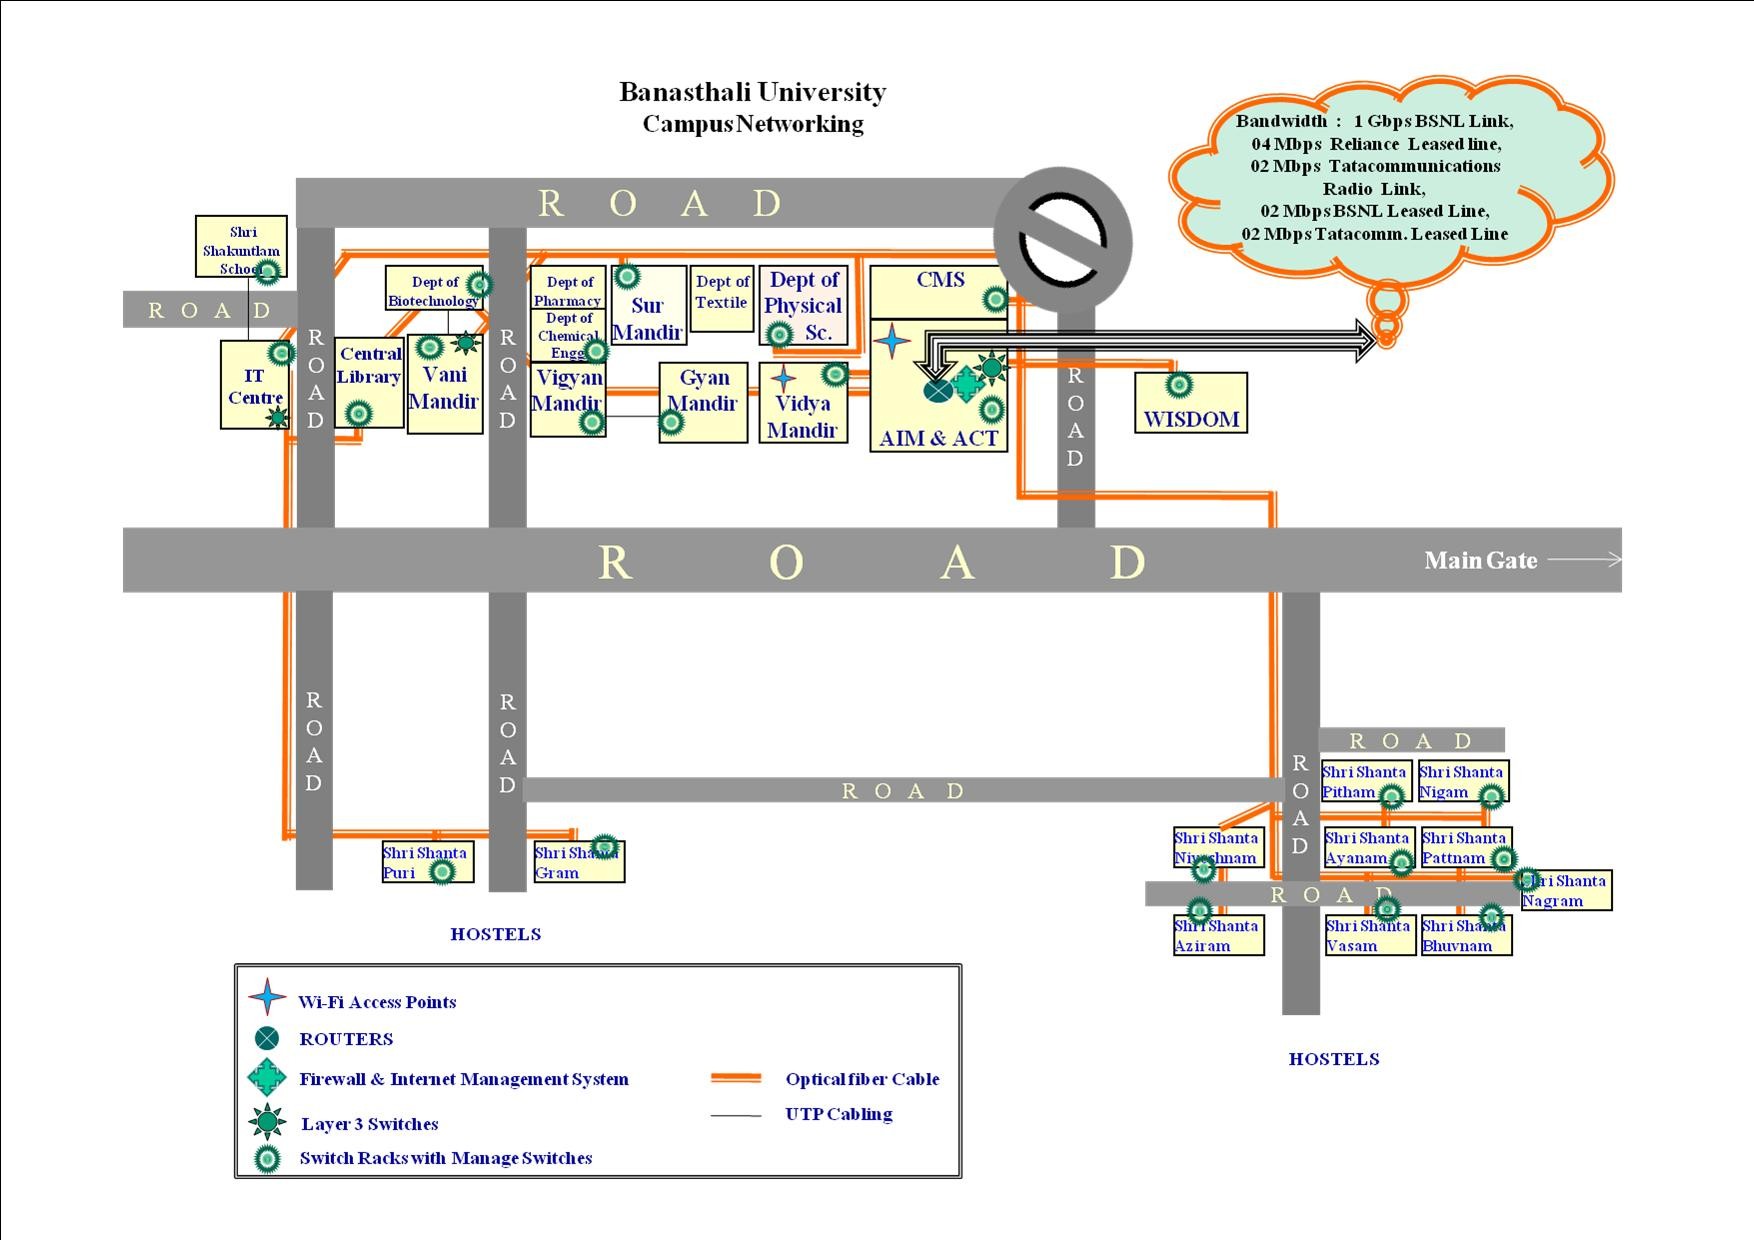 Banasthali University
Campus Networking
Bandwidth : 1 Gbps BSNL Link,
04 Mbps Reliance Leased line,
02 Mbps Tatacommunications
Radio Link,
02 Mbps BSNL Leased Line,
02 Mbps Tatacomm. Leased Line
ROAD
Shri
Shakuntlam
School
ROAD
IT
Centre
ROAD
Central
Library
Dept of
Biotechnology
Vani
Mandir
ROAD
Dept of
Pharmacy
Dept of
Chemical
Engg
Vigyan
Mandir
Sur
Mandir
Dept of
Textile
Dept of
Physical
Sc.
Gyan
Mandir
Vidya
Mandir
CMS
AIM & ACT
ROAD
WISDOM
ROAD
Main Gate
ROAD
ROAD
ROAD
ROAD
ROAD
Shri Shanta
Pitham
Shri Shanta
Nigam
Shri Shanta
Puri
Shri Shanta
Gram
Shri Shanta
Niveshnam
Shri Shanta
Ayanam
Shri Shanta
Pattnam
Shri Shanta
Nagram
ROAD
Shri Shanta
Aziram
Shri Shanta
Vasam
Shri Shanta
Bhuvnam
HOSTELS
HOSTELS
Wi-Fi Access Points
ROUTERS
Firewall & Internet Management System
Layer 3 Switches
Switch Racks with Manage Switches
Optical fiber Cable
UTP Cabling